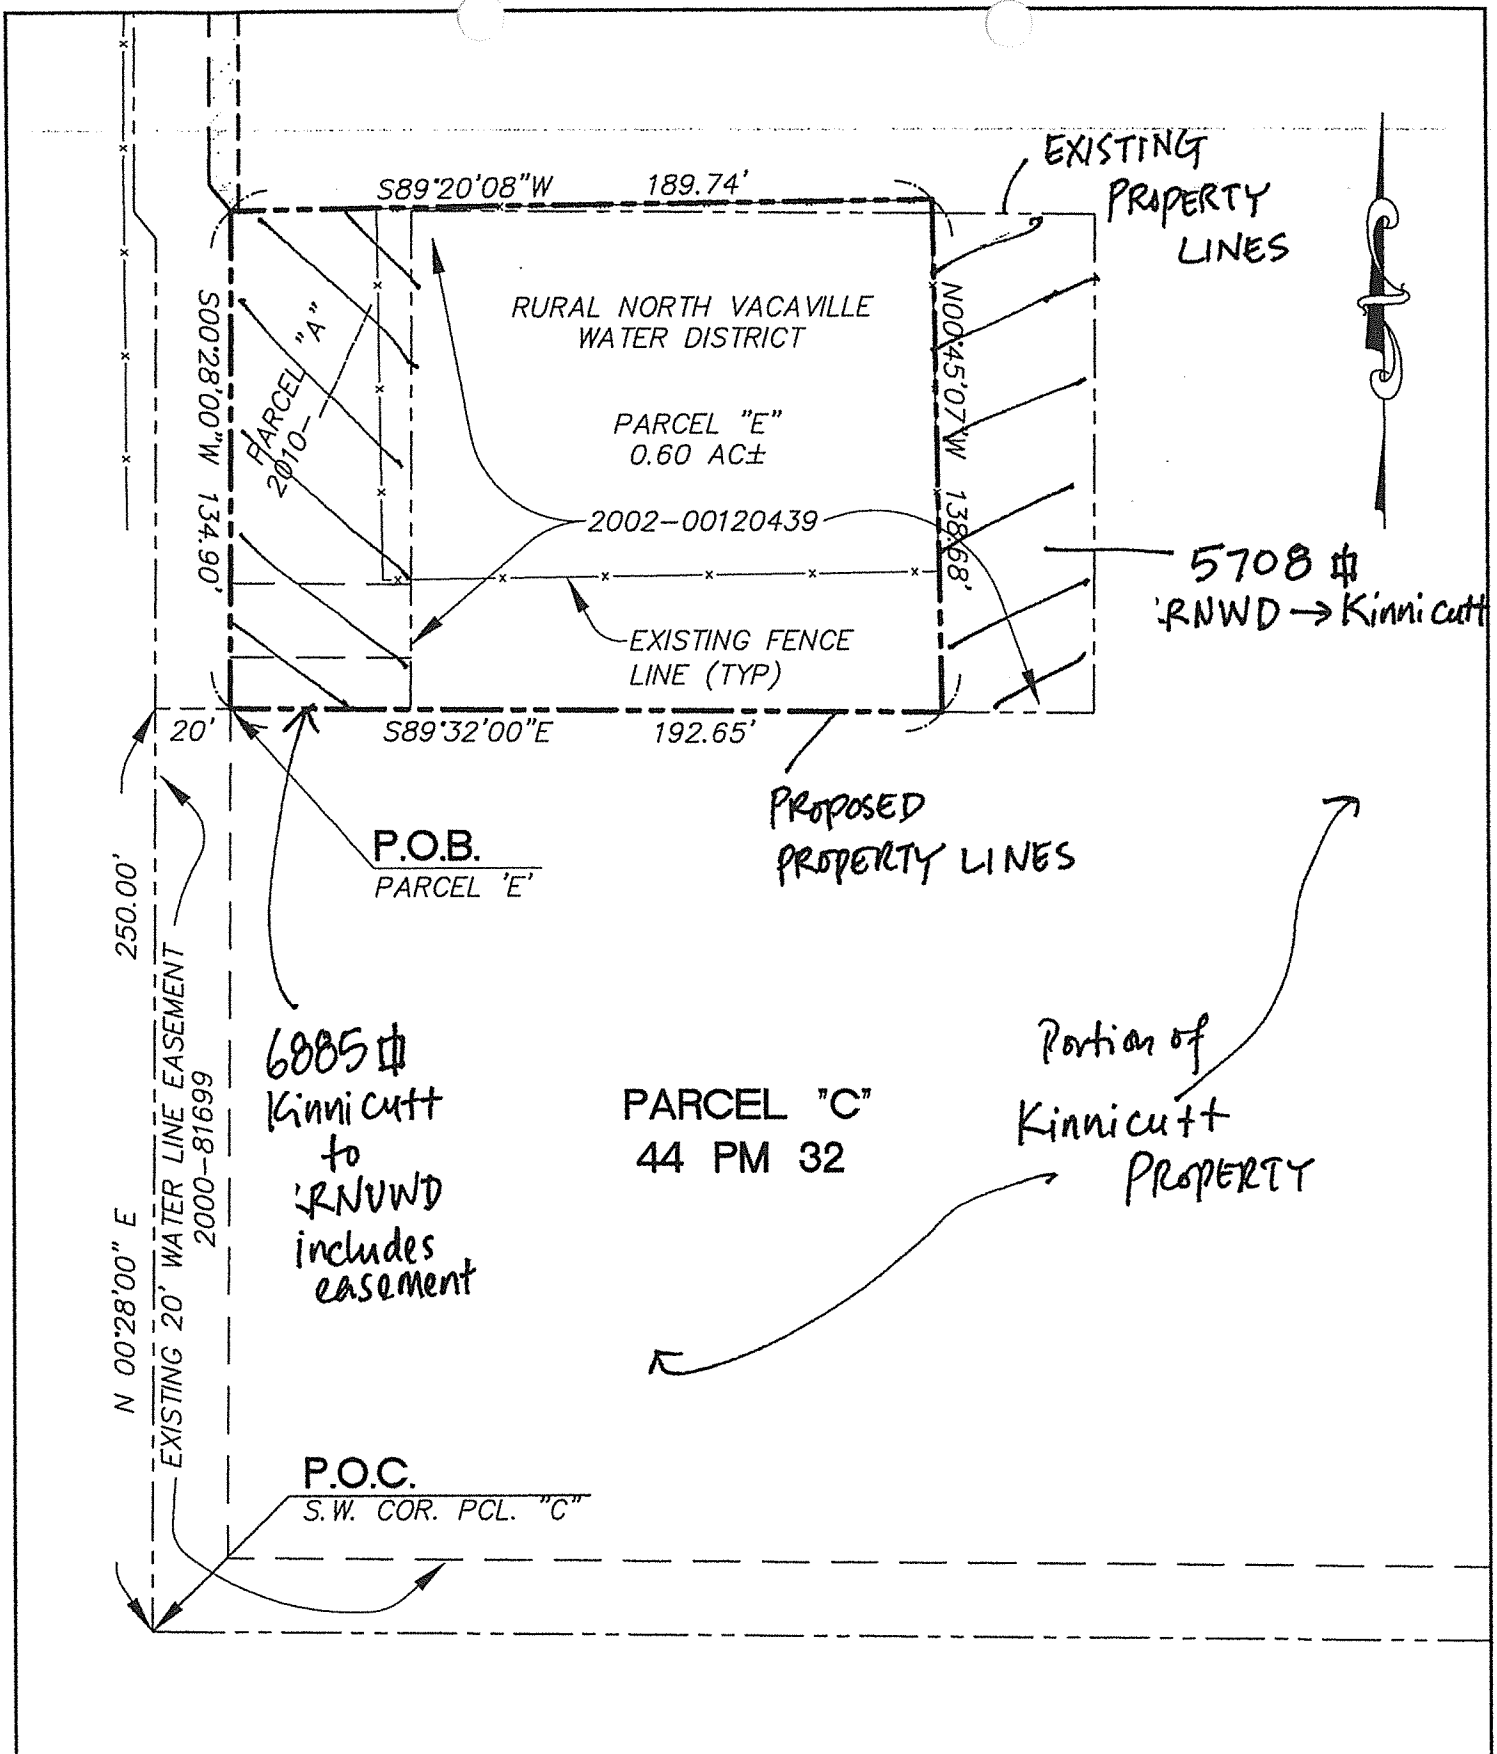 EXISTING
PROPERTY
LINES
S89°20'08"W 189.74'
S00°28'00"W 134.90'
PARCEL "A"
2010-
RURAL NORTH VACAVILLE
WATER DISTRICT
PARCEL "E"
0.60 AC±
N00°45'07"W 138.68'
2002-00120439
5708 ⌗
RNWD → Kinnicutt
EXISTING FENCE
LINE (TYP)
20'
S89°32'00"E 192.65'
PROPOSED
PROPERTY LINES
P.O.B.
PARCEL 'E'
N 00°28'00" E 250.00'
EXISTING 20' WATER LINE EASEMENT
2000-81699
6885 ⌗
Kinnicutt
to
RNVWD
includes
easement
PARCEL "C"
44 PM 32
Portion of
Kinnicutt
PROPERTY
P.O.C.
S.W. COR. PCL. "C"